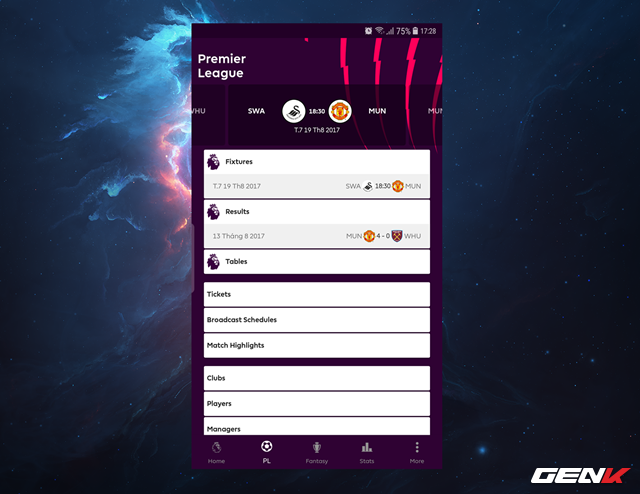 75% 17:28
Premier
League
WHU SWA 18:30 MUN MUN
T.7 19 Th8 2017
Fixtures
T.7 19 Th8 2017 SWA 18:30 MUN
Results
13 Tháng 8 2017 MUN 4 - 0 WHU
Tables
Tickets
Broadcast Schedules
Match Highlights
Clubs
Players
Managers
Home PL Fantasy Stats More
GENK